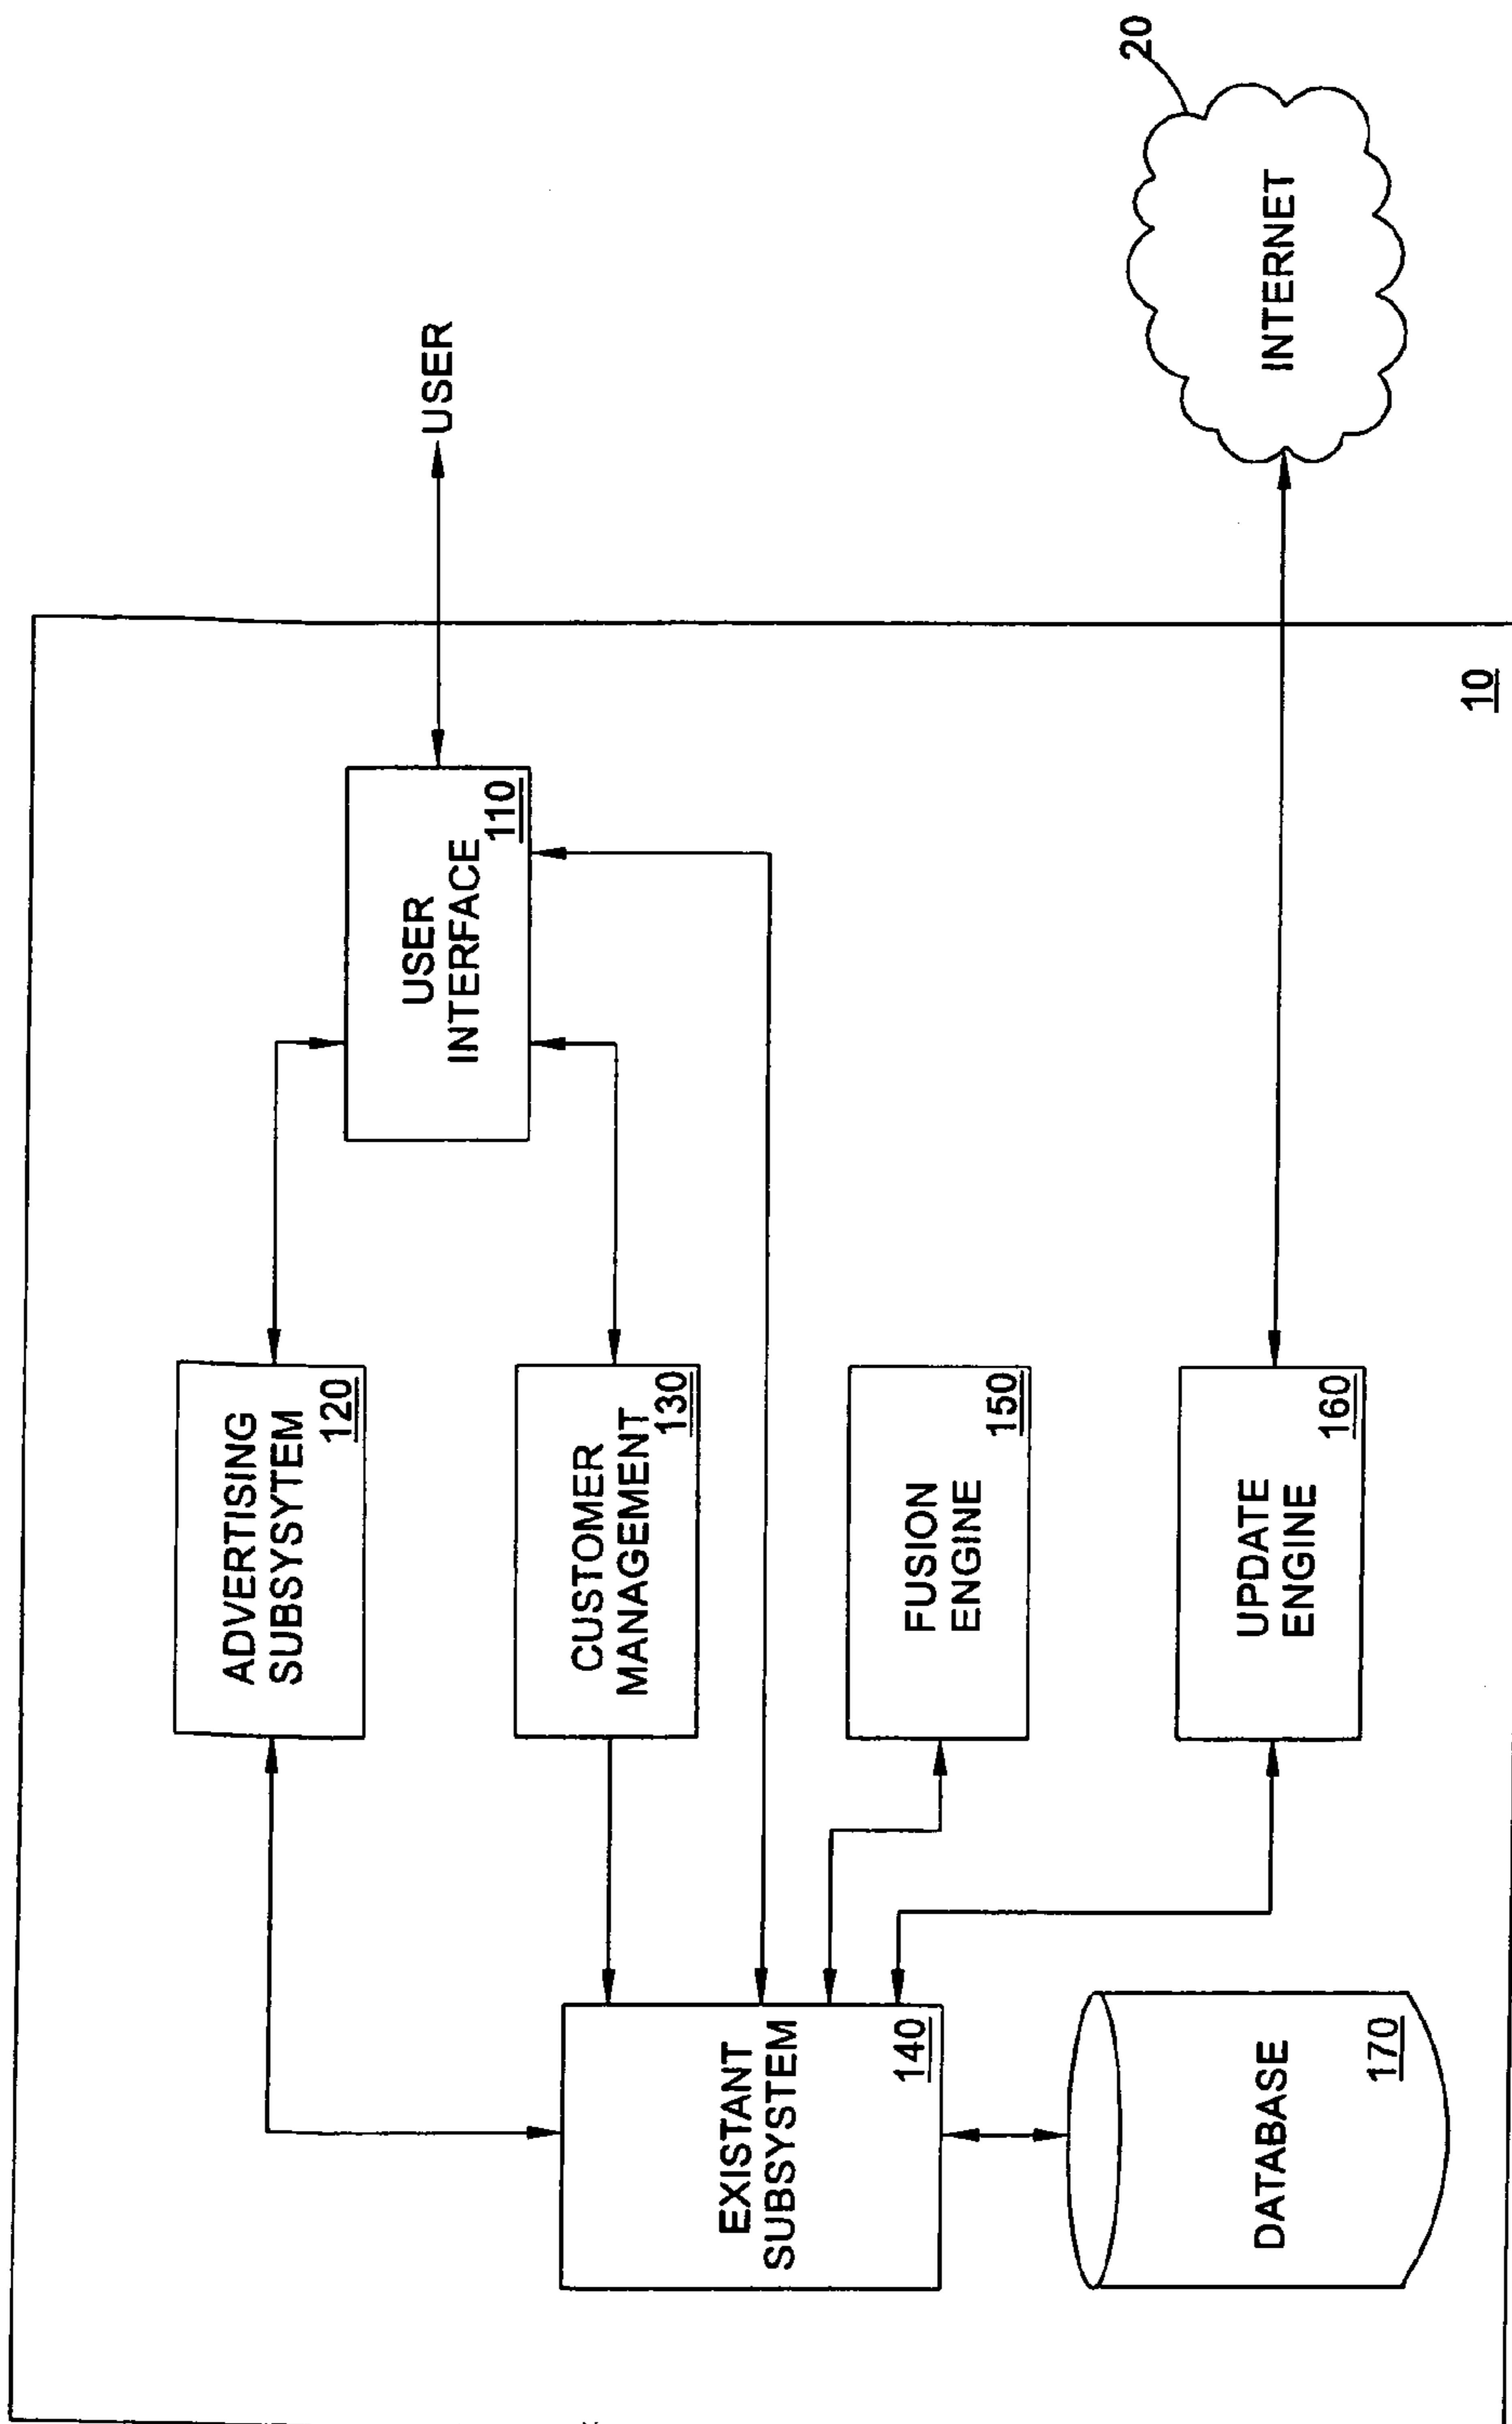 ADVERTISING
SUBSYTEM
120
CUSTOMER
MANAGEMENT
130
USER
INTERFACE
110
USER
EXISTANT
SUBSYSTEM
140
FUSION
ENGINE
150
UPDATE
ENGINE
160
DATABASE
170
INTERNET
20
10